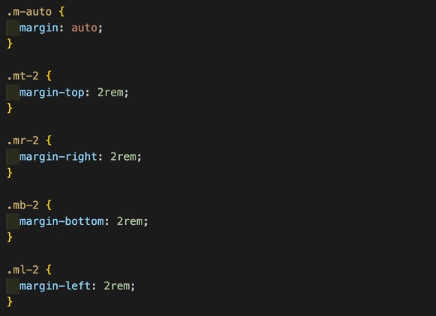 .m-auto {
  margin: auto;
}

.mt-2 {
  margin-top: 2rem;
}

.mr-2 {
  margin-right: 2rem;
}

.mb-2 {
  margin-bottom: 2rem;
}

.ml-2 {
  margin-left: 2rem;
}